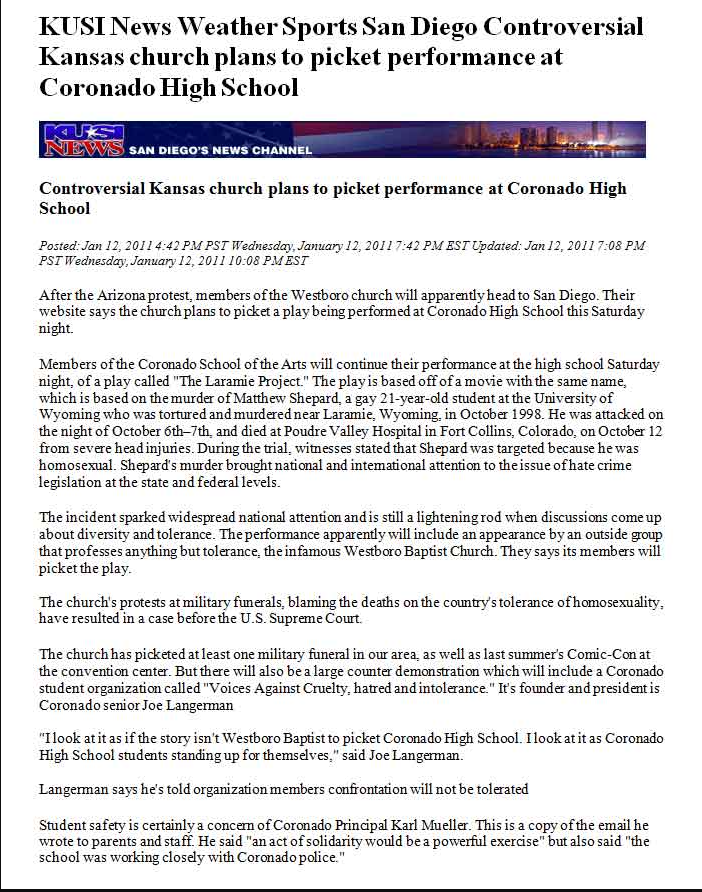 KUSI News Weather Sports San Diego Controversial
Kansas church plans to picket performance at
Coronado High School
KUSI
NEWS SAN DIEGO'S NEWS CHANNEL
Controversial Kansas church plans to picket performance at Coronado High
School
Posted: Jan 12, 2011 4:42 PM PST Wednesday, January 12, 2011 7:42 PM EST Updated: Jan 12, 2011 7:08 PM
PST Wednesday, January 12, 2011 10:08 PM EST
After the Arizona protest, members of the Westboro church will apparently head to San Diego. Their
website says the church plans to picket a play being performed at Coronado High School this Saturday
night.
Members of the Coronado School of the Arts will continue their performance at the high school Saturday
night, of a play called "The Laramie Project." The play is based off of a movie with the same name,
which is based on the murder of Matthew Shepard, a gay 21-year-old student at the University of
Wyoming who was tortured and murdered near Laramie, Wyoming, in October 1998. He was attacked on
the night of October 6th–7th, and died at Poudre Valley Hospital in Fort Collins, Colorado, on October 12
from severe head injuries. During the trial, witnesses stated that Shepard was targeted because he was
homosexual. Shepard's murder brought national and international attention to the issue of hate crime
legislation at the state and federal levels.
The incident sparked widespread national attention and is still a lightening rod when discussions come up
about diversity and tolerance. The performance apparently will include an appearance by an outside group
that professes anything but tolerance, the infamous Westboro Baptist Church. They says its members will
picket the play.
The church's protests at military funerals, blaming the deaths on the country's tolerance of homosexuality,
have resulted in a case before the U.S. Supreme Court.
The church has picketed at least one military funeral in our area, as well as last summer's Comic-Con at
the convention center. But there will also be a large counter demonstration which will include a Coronado
student organization called "Voices Against Cruelty, hatred and intolerance." It's founder and president is
Coronado senior Joe Langerman
"I look at it as if the story isn't Westboro Baptist to picket Coronado High School. I look at it as Coronado
High School students standing up for themselves," said Joe Langerman.
Langerman says he's told organization members confrontation will not be tolerated
Student safety is certainly a concern of Coronado Principal Karl Mueller. This is a copy of the email he
wrote to parents and staff. He said "an act of solidarity would be a powerful exercise" but also said "the
school was working closely with Coronado police."